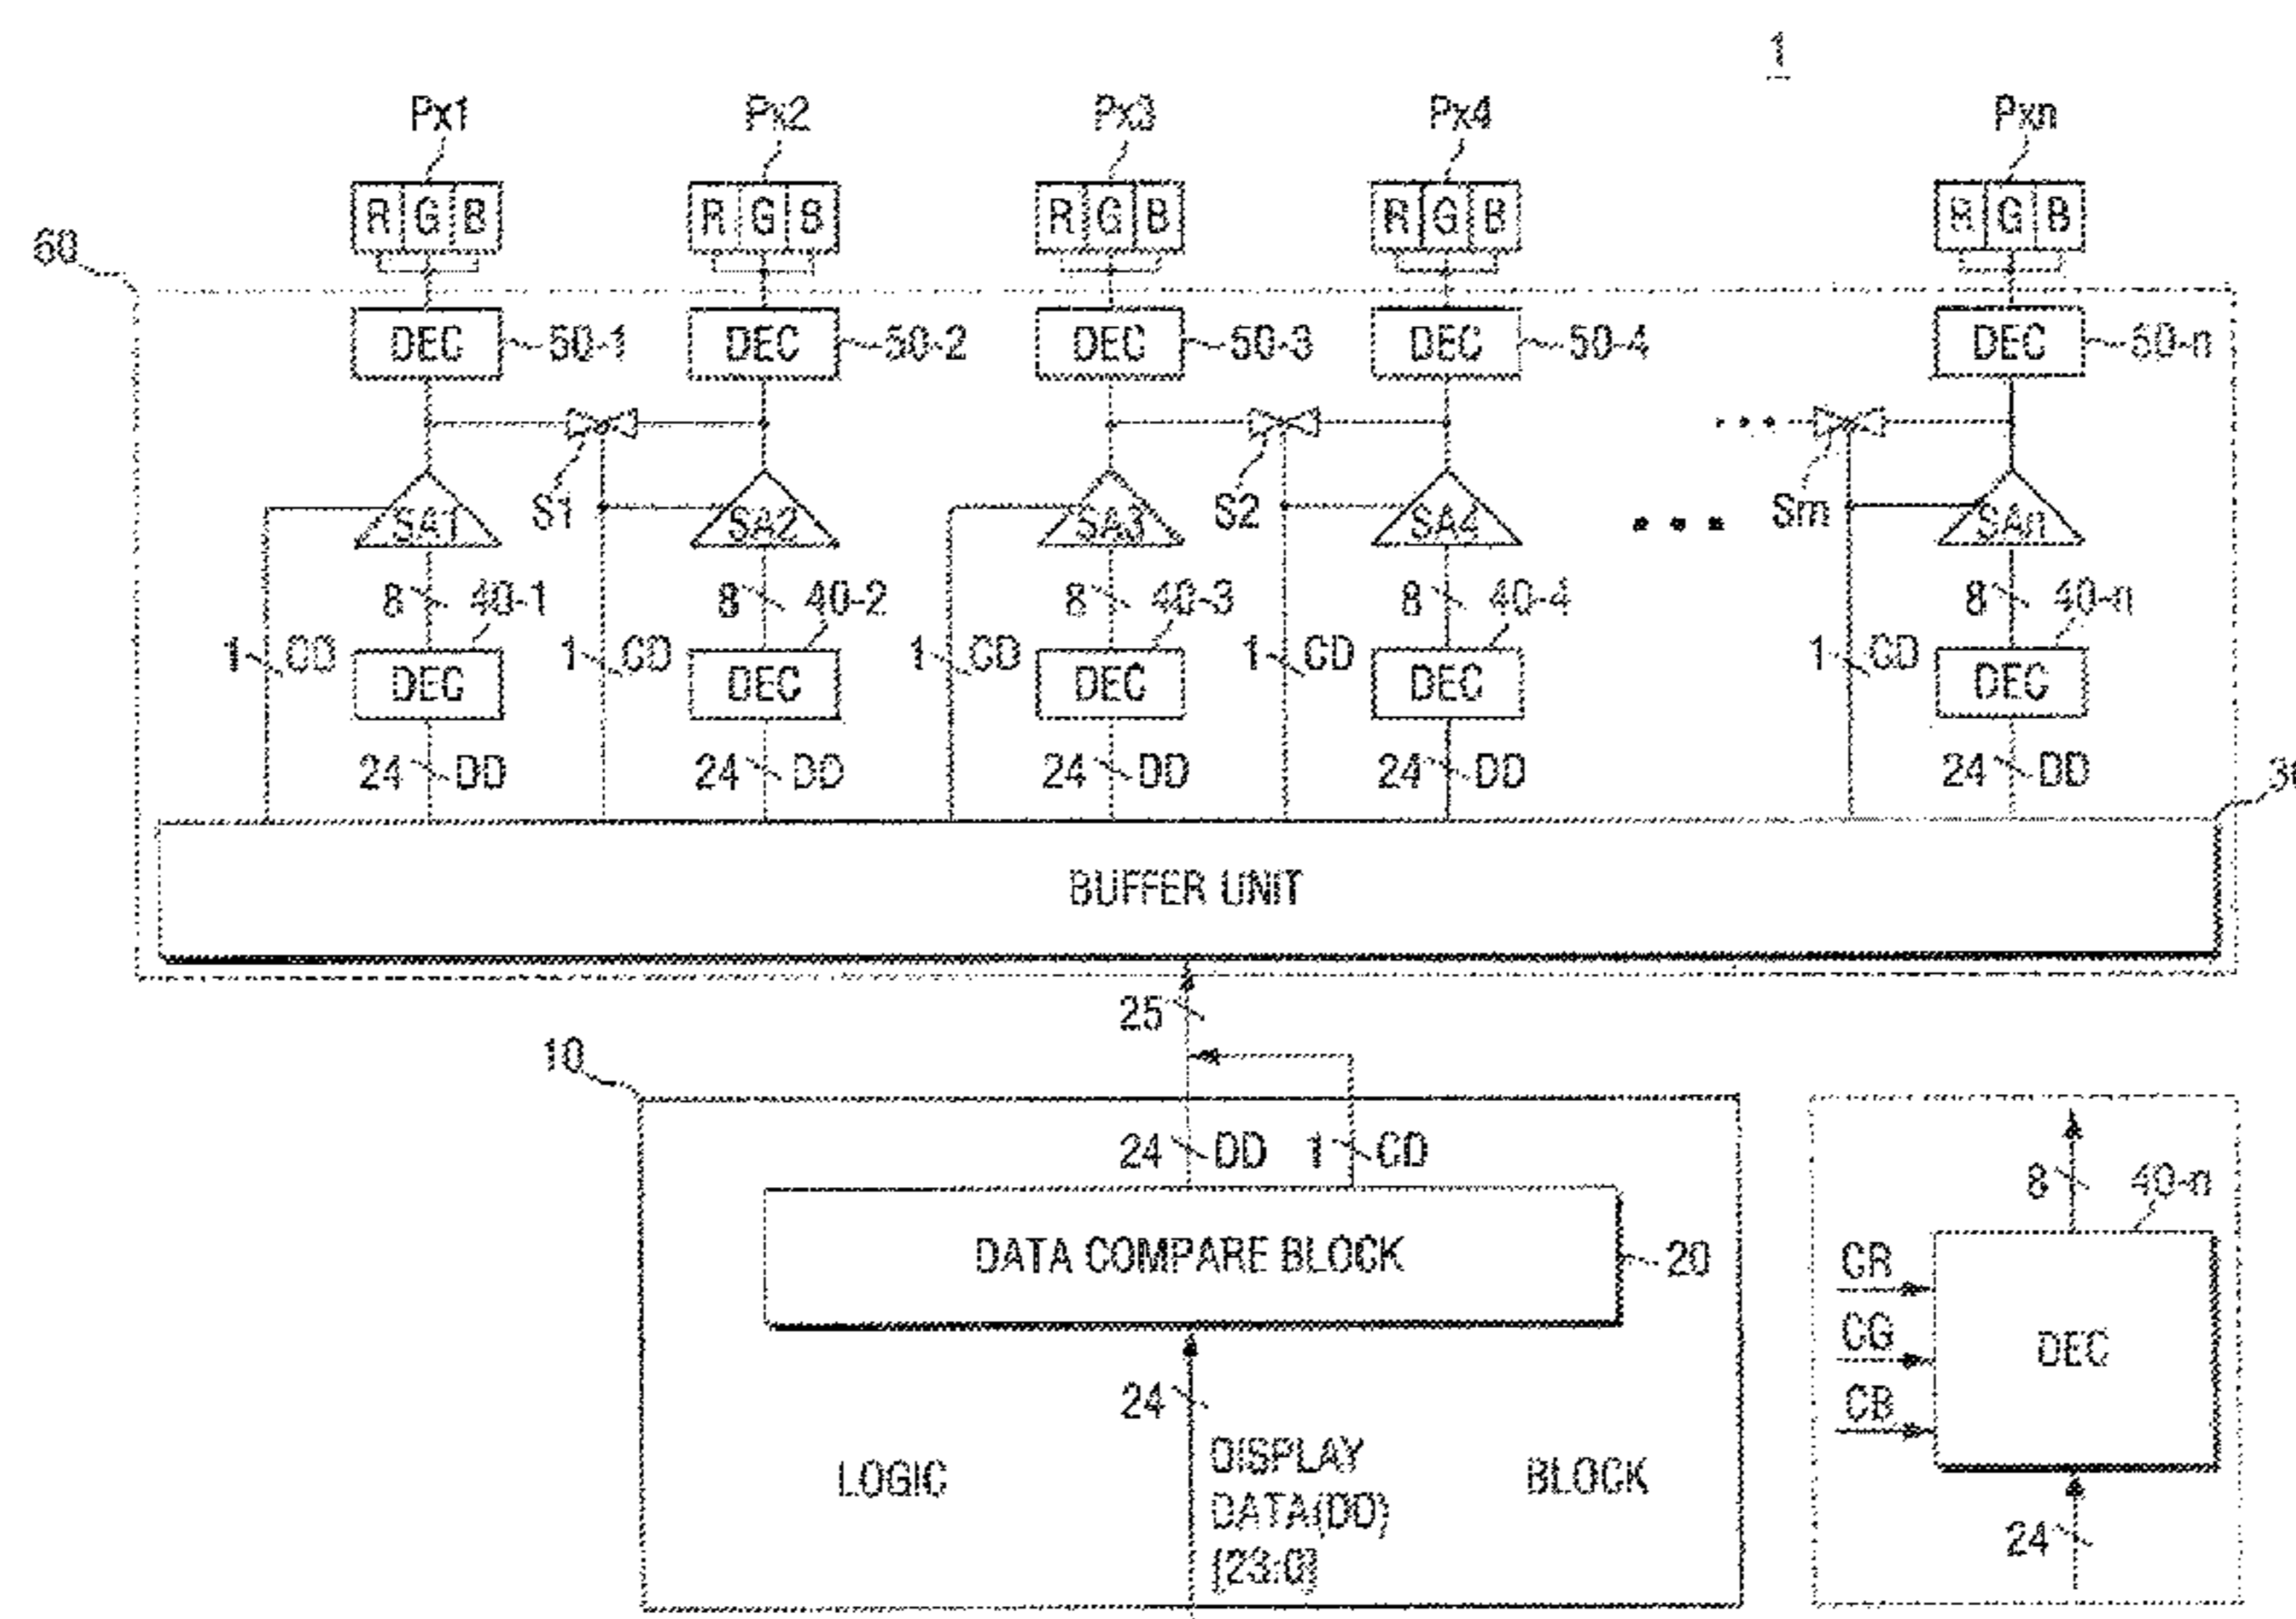 1
Px1 Px2 Px3 Px4 Pxn
R G B R G B R G B R G B R G B
60
DEC 50-1 DEC 50-2 DEC 50-3 DEC 50-4 DEC 50-n
S1 S2 Sm
SA1 SA2 SA3 SA4 SAn
8 40-1 8 40-2 8 40-3 8 40-4 8 40-n
1 CD 1 CD 1 CD 1 CD 1 CD
DEC DEC DEC DEC DEC
24 DD 24 DD 24 DD 24 DD 24 DD
BUFFER UNIT
25
10
24 DD 1 CD
DATA COMPARE BLOCK
20
24
DISPLAY
DATA(DD)
[23:0]
LOGIC BLOCK
8 40-n
CR
CG
CB
DEC
24